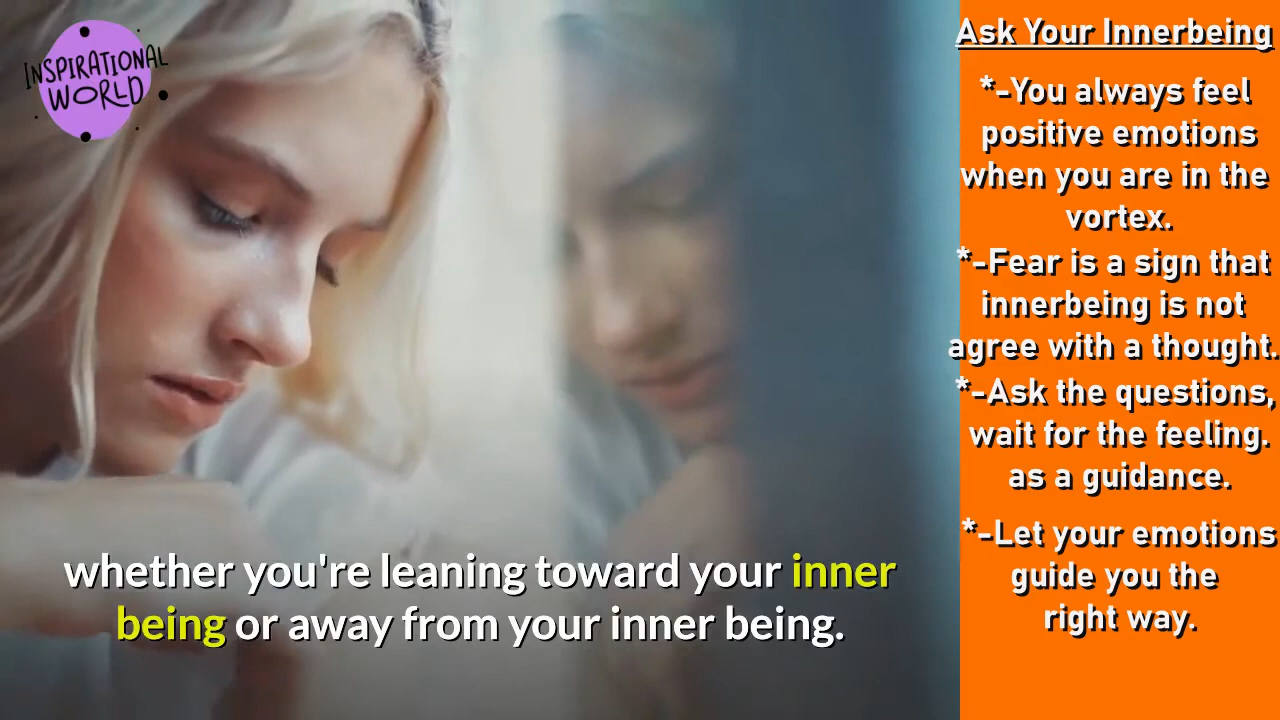 INSPIRATIONAL
WORLD
whether you're leaning toward your inner
being or away from your inner being.
Ask Your Innerbeing
*-You always feel
positive emotions
when you are in the
vortex.
*-Fear is a sign that
innerbeing is not
agree with a thought.
*-Ask the questions,
wait for the feeling.
as a guidance.
*-Let your emotions
guide you the
right way.